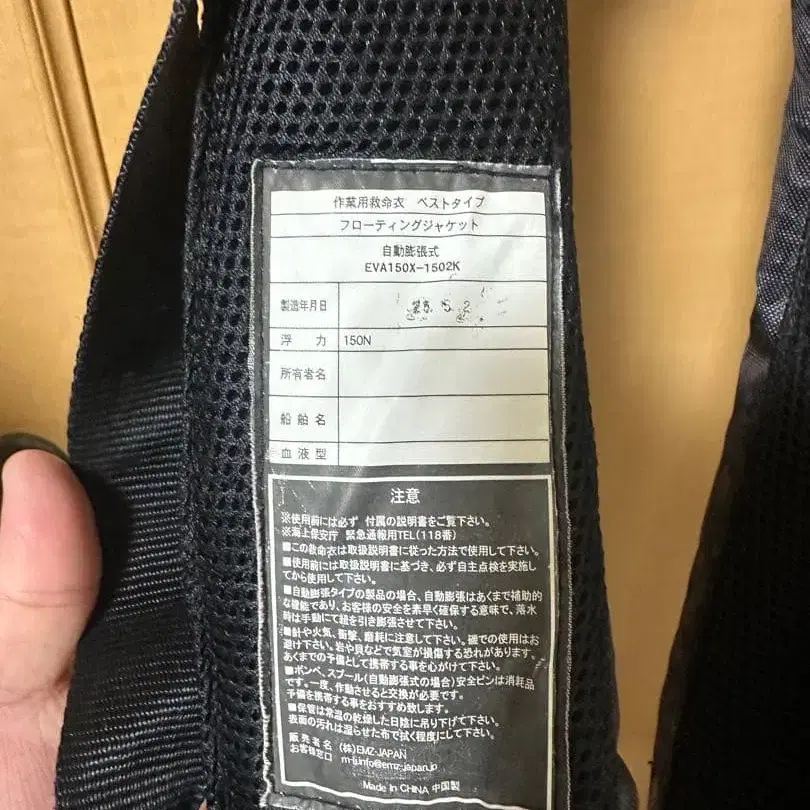 作業用救命衣 ベストタイプ
フローティングジャケット
自動膨張式
EVA150X-1502K
製造年月日
浮 力 150N
所有者名
船舶名
血液型
注意
※使用前には必ず 付属の説明書をご覧下さい。
※海上保安庁 緊急通報用TEL(118番)
■この救命衣は取扱説明書に従った方法で使用して下さい。
■使用前には取扱説明書に基づき、必ず自主点検を実施し
てから使用して下さい。
■自動膨張タイプの製品の場合、自動膨張はあくまで補助的
な機能であり、お客様の安全を素早く確保する意味で、落水
時は手動にて紐を引き膨張させて下さい。
■針や火気、衝撃、磨耗に注意して下さい。磯での使用はお
避け下さい。岩や貝などで気室が損傷する恐れがあります。
あくまでの予備として携帯する事を心がけて下さい。
■ボンベ、スプール(自動膨張式の場合)安全ピンは消耗品
です。一度、作動させると交換が必要です。
予備を携帯することをおすすめ致します。
■保管は常温の乾燥した日陰に吊り下げて下さい。
表面の汚れは湿らせた布で拭く程度にして下さい。
販売者名 (株)EMZ-JAPAN
お客様窓口 m-j.info@emz-japan.jp
Made in CHINA 中国製